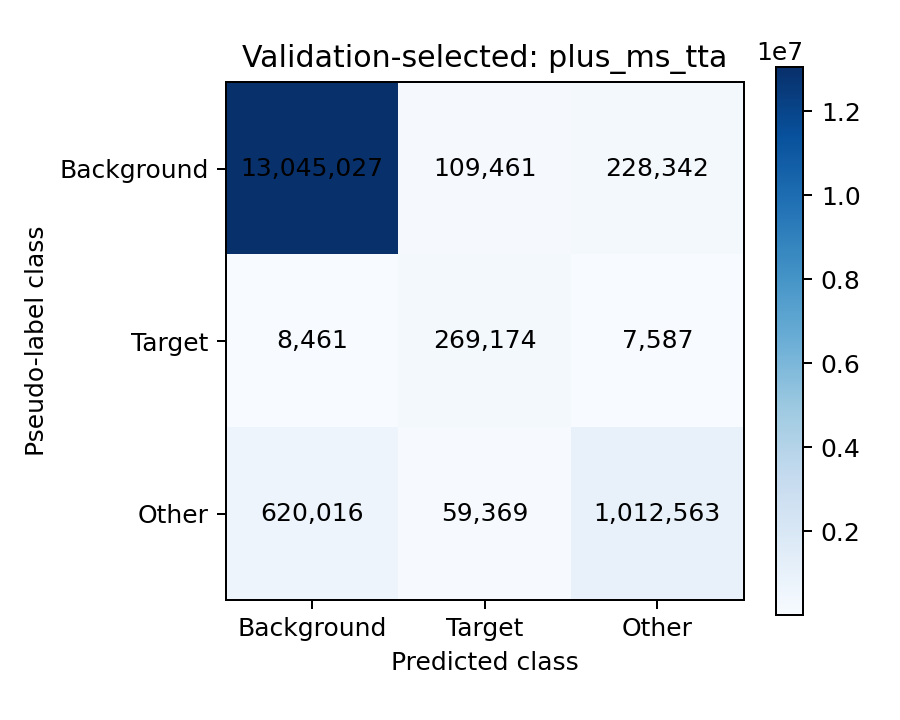 Validation-selected: plus_ms_tta
1e7
Pseudo-label class
Background
13,045,027
109,461
228,342
Target
8,461
269,174
7,587
Other
620,016
59,369
1,012,563
Background
Target
Other
Predicted class
1.2
1.0
0.8
0.6
0.4
0.2